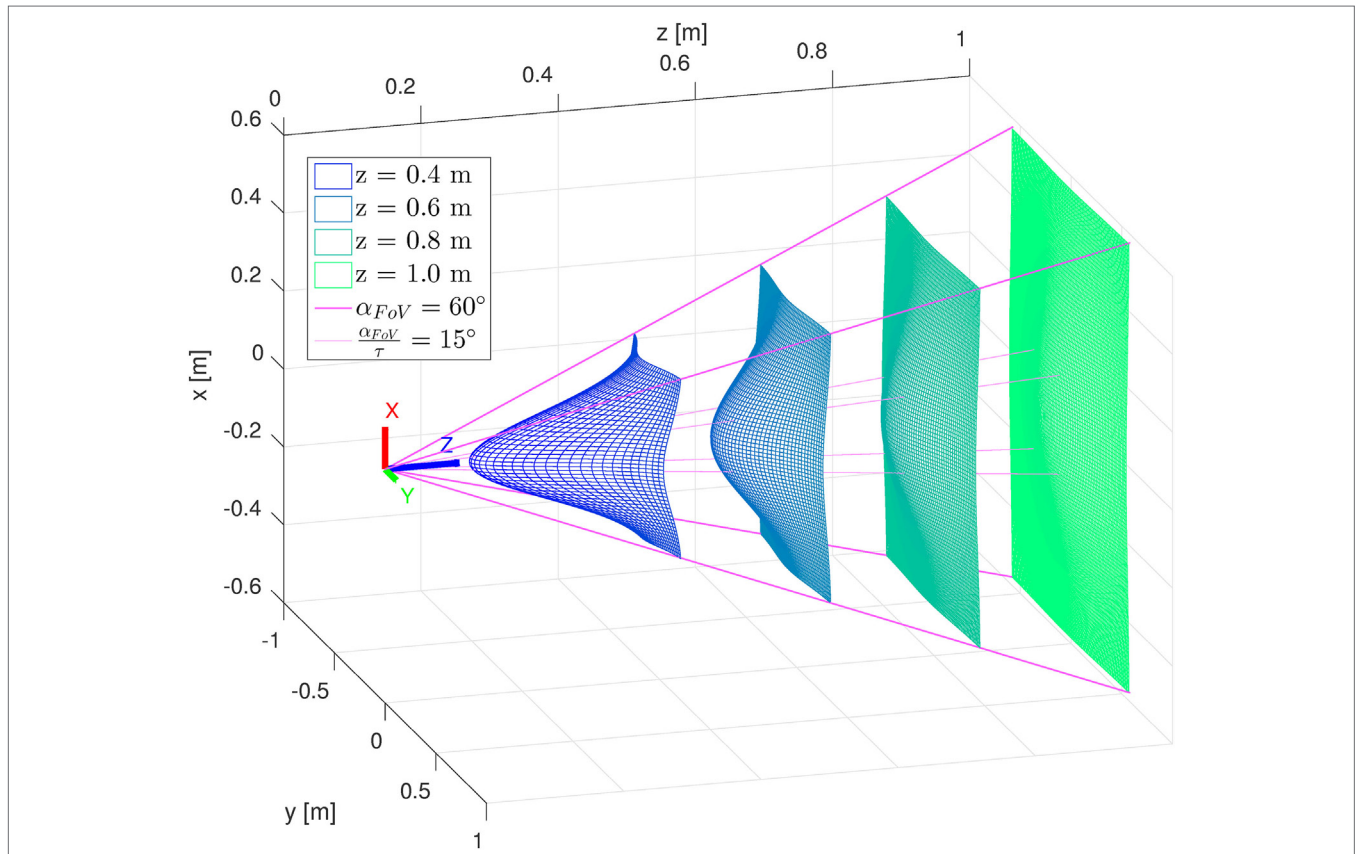 z [m]
0
0.2
0.4
0.6
0.8
1
0.6
0.4
0.2
0
-0.2
-0.4
-0.6
x [m]
z = 0.4 m
z = 0.6 m
z = 0.8 m
z = 1.0 m
α_FoV = 60°
α_FoV/τ = 15°
X
Z
Y
-1
-0.5
0
0.5
1
y [m]